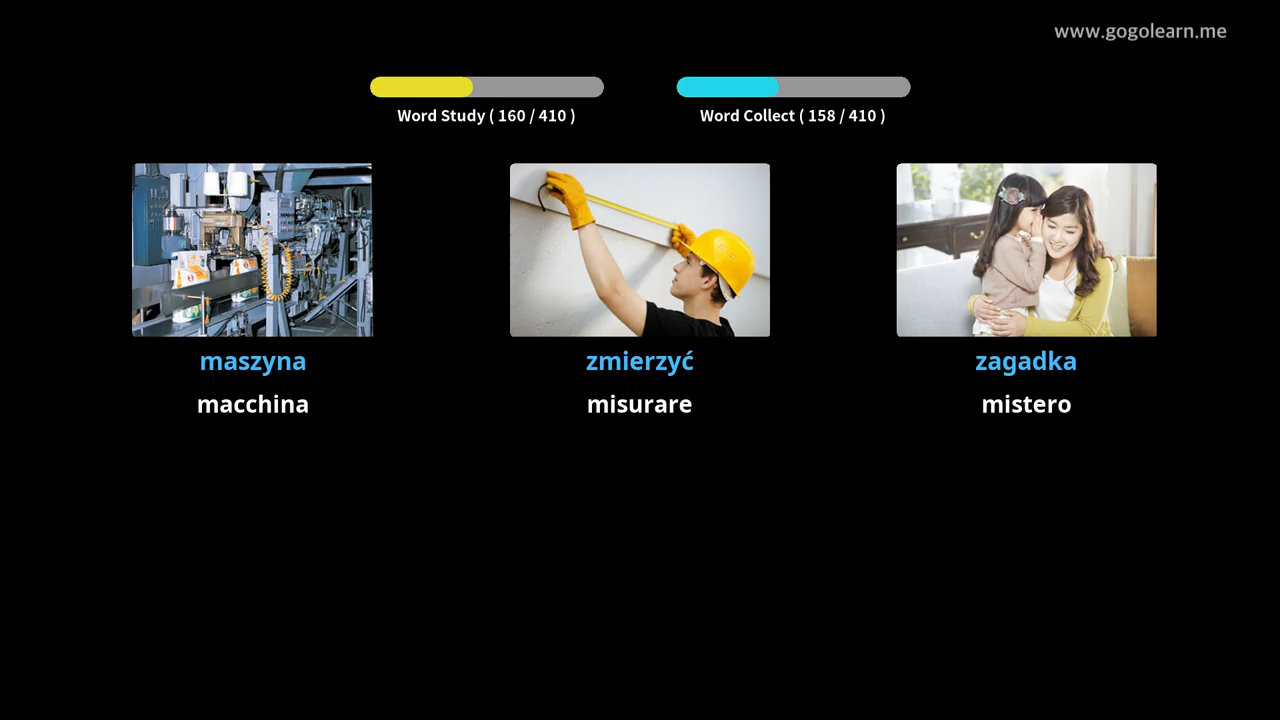 www.gogolearn.me
Word Study ( 160 / 410 )
Word Collect ( 158 / 410 )
maszyna
zmierzyć
zagadka
macchina
misurare
mistero